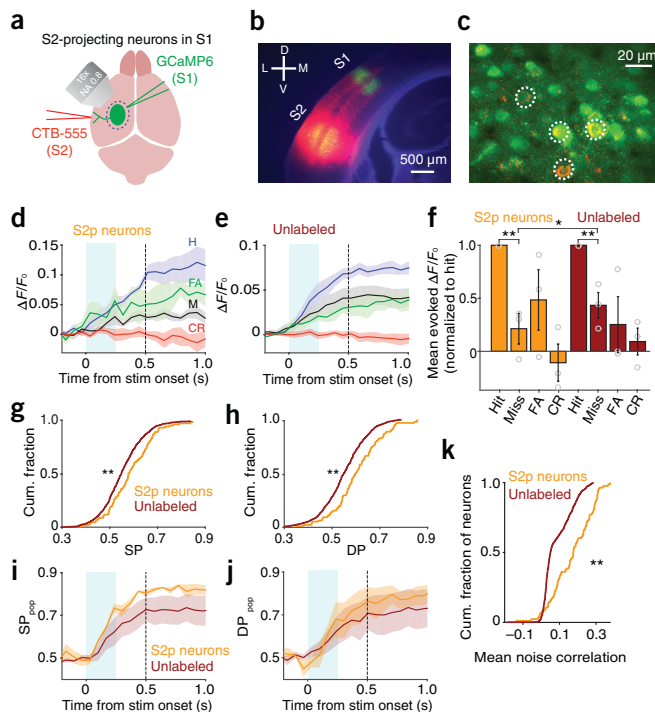 a
S2-projecting neurons in S1
16x
NA 0.8
GCaMP6
(S1)
CTB-555
(S2)
b
D
L M
V
S1
S2
500 μm
c
20 μm
d
S2p neurons
0.15
0.1
0.05
0
ΔF/F₀
H
FA
M
CR
0 0.5 1.0
Time from stim onset (s)
e
Unlabeled
0.15
0.10
0.05
0
ΔF/F₀
0 0.5 1.0
Time from stim onset (s)
f
S2p neurons Unlabeled
*
** **
1.0
0.5
0
Mean evoked ΔF/F₀
(normalized to hit)
Hit Miss FA CR Hit Miss FA CR
g
1.0
0.5
0
Cum. fraction
**
S2p neurons
Unlabeled
0.3 0.5 0.7 0.9
SP
h
1.0
0.5
0
Cum. fraction
**
0.3 0.5 0.7 0.9
DP
i
0.9
0.7
0.5
SPpop
S2p neurons
Unlabeled
0 0.5 1.0
Time from stim onset (s)
j
0.9
0.7
0.5
DPpop
0 0.5 1.0
Time from stim onset (s)
k
S2p neurons
Unlabeled
1.0
0.5
0
Cum. fraction of neurons
**
−0.1 0.1 0.3
Mean noise correlation